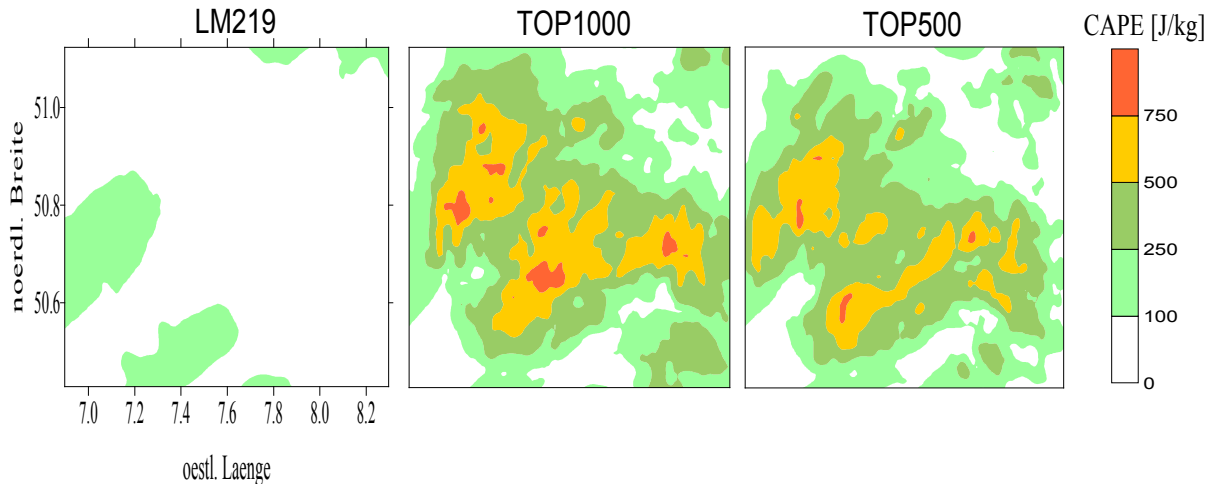 LM219
TOP1000
TOP500
CAPE [J/kg]
noerdl. Breite
51.0
50.8
50.6
7.0 7.2 7.4 7.6 7.8 8.0 8.2
oestl. Laenge
750
500
250
100
0